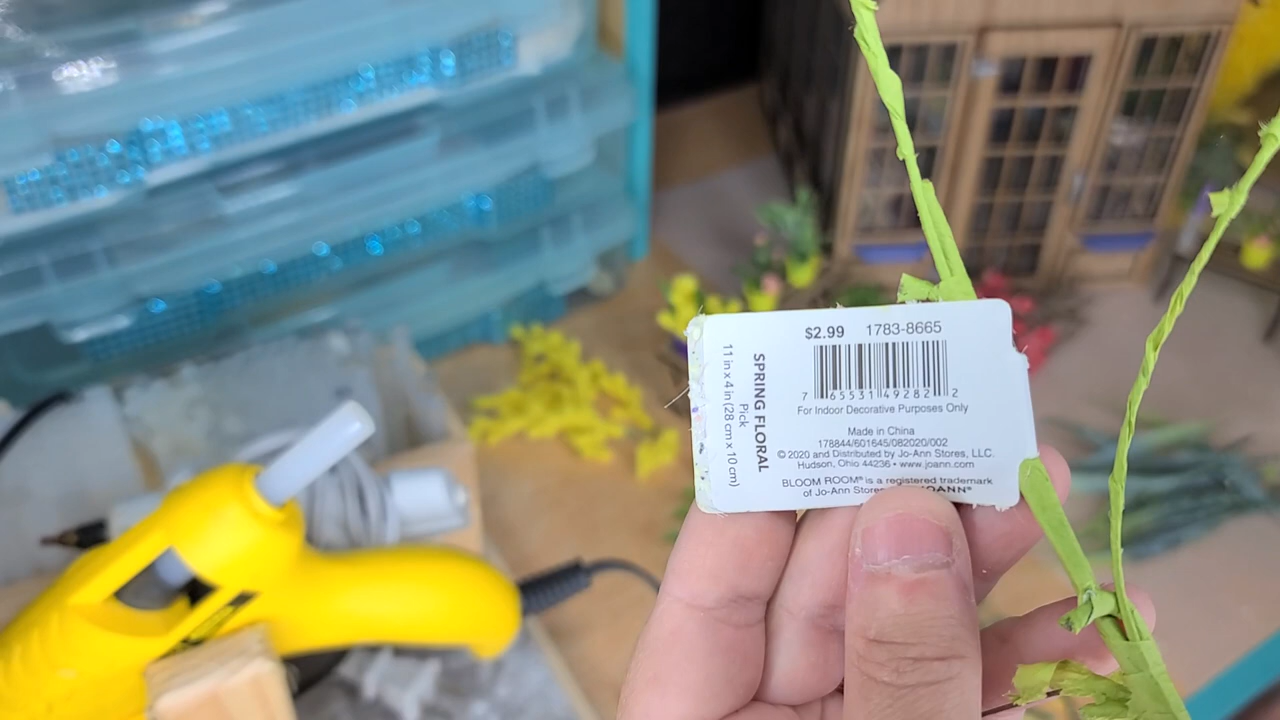 $2.99 1783-8665
7 65531 49282 2
For Indoor Decorative Purposes Only
Made in China
178844/601645/082020/002
© 2020 and Distributed by Jo-Ann Stores, LLC.
Hudson, Ohio 44236 • www.joann.com
BLOOM ROOM® is a registered trademark
of Jo-Ann Stores JOANN®
SPRING FLORAL
Pick
11 in x 4 in (28 cm x 10 cm)